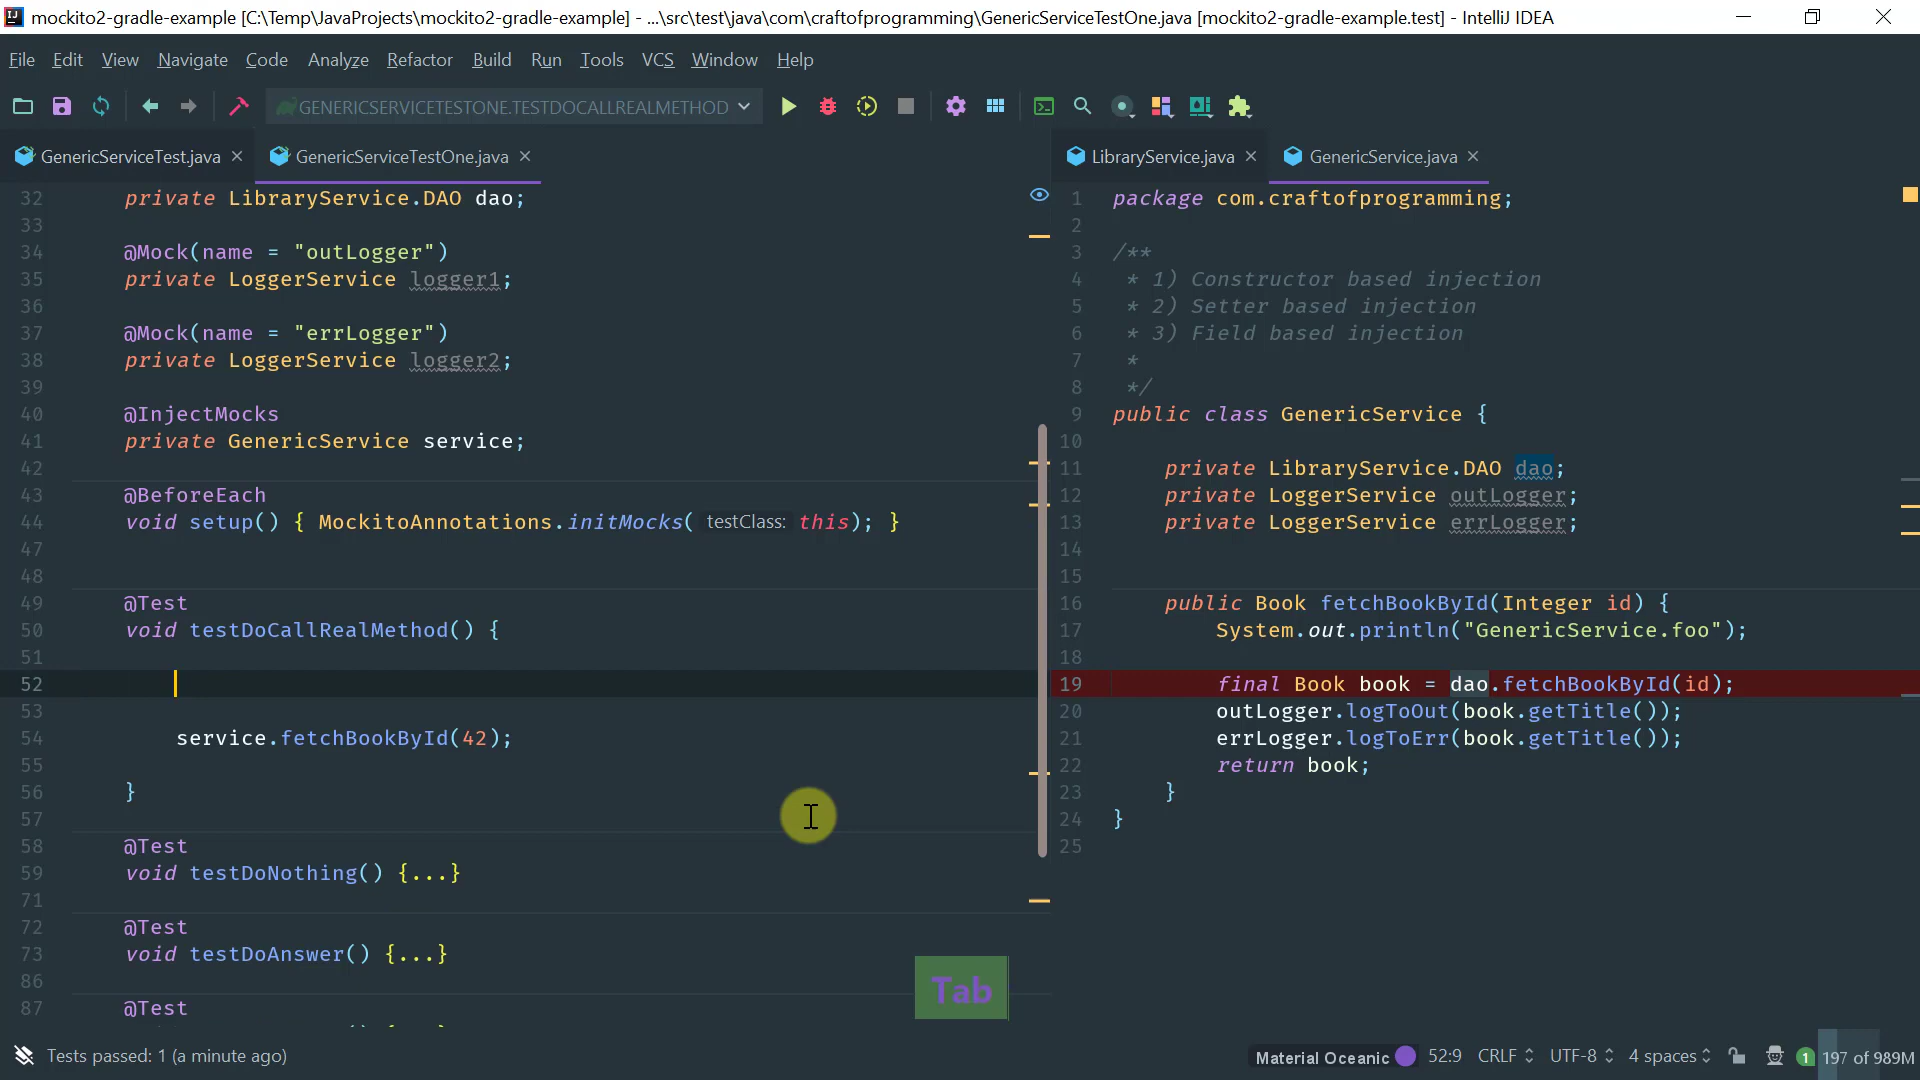 mockito2-gradle-example [C:\Temp\JavaProjects\mockito2-gradle-example] - ...\src\test\java\com\craftofprogramming\GenericServiceTestOne.java [mockito2-gradle-example.test] - IntelliJ IDEA
File Edit View Navigate Code Analyze Refactor Build Run Tools VCS Window Help
GENERICSERVICETESTONE.TESTDOCALLREALMETHOD
GenericServiceTest.java GenericServiceTestOne.java
32 private LibraryService.DAO dao;
33
34 @Mock(name = "outLogger")
35 private LoggerService logger1;
36
37 @Mock(name = "errLogger")
38 private LoggerService logger2;
39
40 @InjectMocks
41 private GenericService service;
42
43 @BeforeEach
44 void setup() { MockitoAnnotations.initMocks( testClass: this); }
47
48
49 @Test
50 void testDoCallRealMethod() {
51
52
53
54 service.fetchBookById(42);
55
56 }
57
58 @Test
59 void testDoNothing() {...}
71
72 @Test
73 void testDoAnswer() {...}
86
87 @Test
Tab
LibraryService.java GenericService.java
1 package com.craftofprogramming;
2
3 /**
4 * 1) Constructor based injection
5 * 2) Setter based injection
6 * 3) Field based injection
7 *
8 */
9 public class GenericService {
10
11 private LibraryService.DAO dao;
12 private LoggerService outLogger;
13 private LoggerService errLogger;
14
15
16 public Book fetchBookById(Integer id) {
17 System.out.println("GenericService.foo");
18
19 final Book book = dao.fetchBookById(id);
20 outLogger.logToOut(book.getTitle());
21 errLogger.logToErr(book.getTitle());
22 return book;
23 }
24 }
25
Tests passed: 1 (a minute ago)
Material Oceanic 52:9 CRLF UTF-8 4 spaces 1 197 of 989M